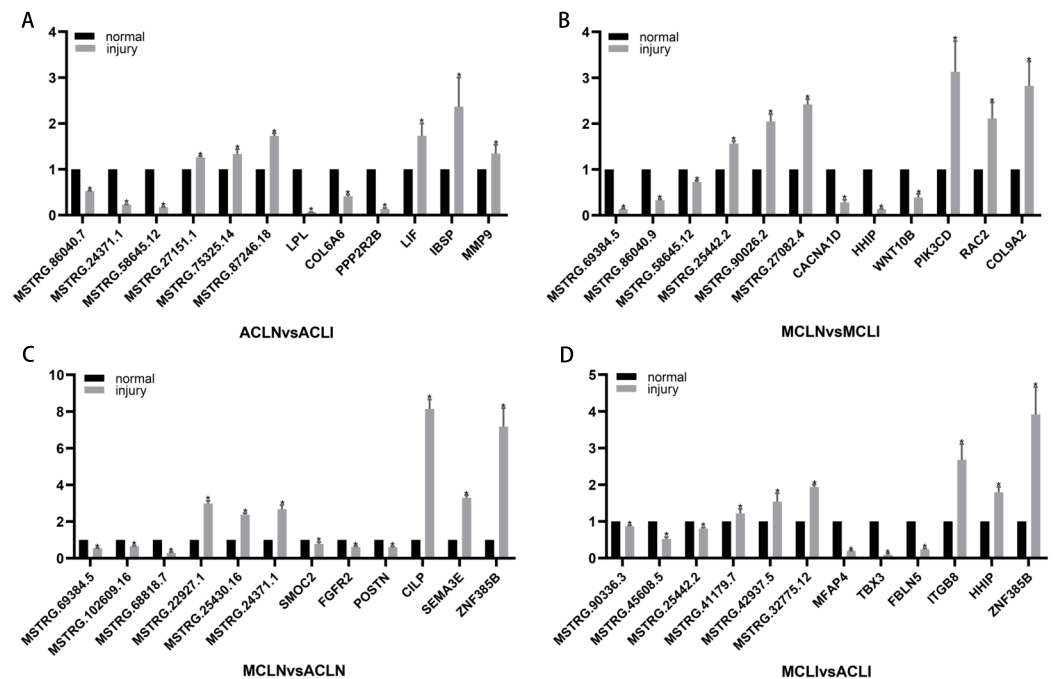 A
normal
injury
4
3
2
1
0
MSTRG.86040.7
MSTRG.24371.1
MSTRG.58645.12
MSTRG.27151.1
MSTRG.75325.14
MSTRG.87246.18
LPL
COL6A6
PPP2R2B
LIF
IBSP
MMP9
ACLNvsACLI
B
normal
injury
4
3
2
1
0
MSTRG.69384.5
MSTRG.86040.9
MSTRG.58645.12
MSTRG.25442.2
MSTRG.90026.2
MSTRG.27082.4
CACNA1D
HHIP
WNT10B
PIK3CD
RAC2
COL9A2
MCLNvsMCLI
C
normal
injury
10
8
6
4
2
0
MSTRG.69384.5
MSTRG.102609.16
MSTRG.68818.7
MSTRG.22927.1
MSTRG.25430.16
MSTRG.24371.1
SMOC2
FGFR2
POSTN
CILP
SEMA3E
ZNF385B
MCLNvsACLN
D
normal
injury
5
4
3
2
1
0
MSTRG.90336.3
MSTRG.45608.5
MSTRG.25442.2
MSTRG.41179.7
MSTRG.42937.5
MSTRG.32775.12
MFAP4
TBX3
FBLN5
ITGB8
HHIP
ZNF385B
MCLIvsACLI